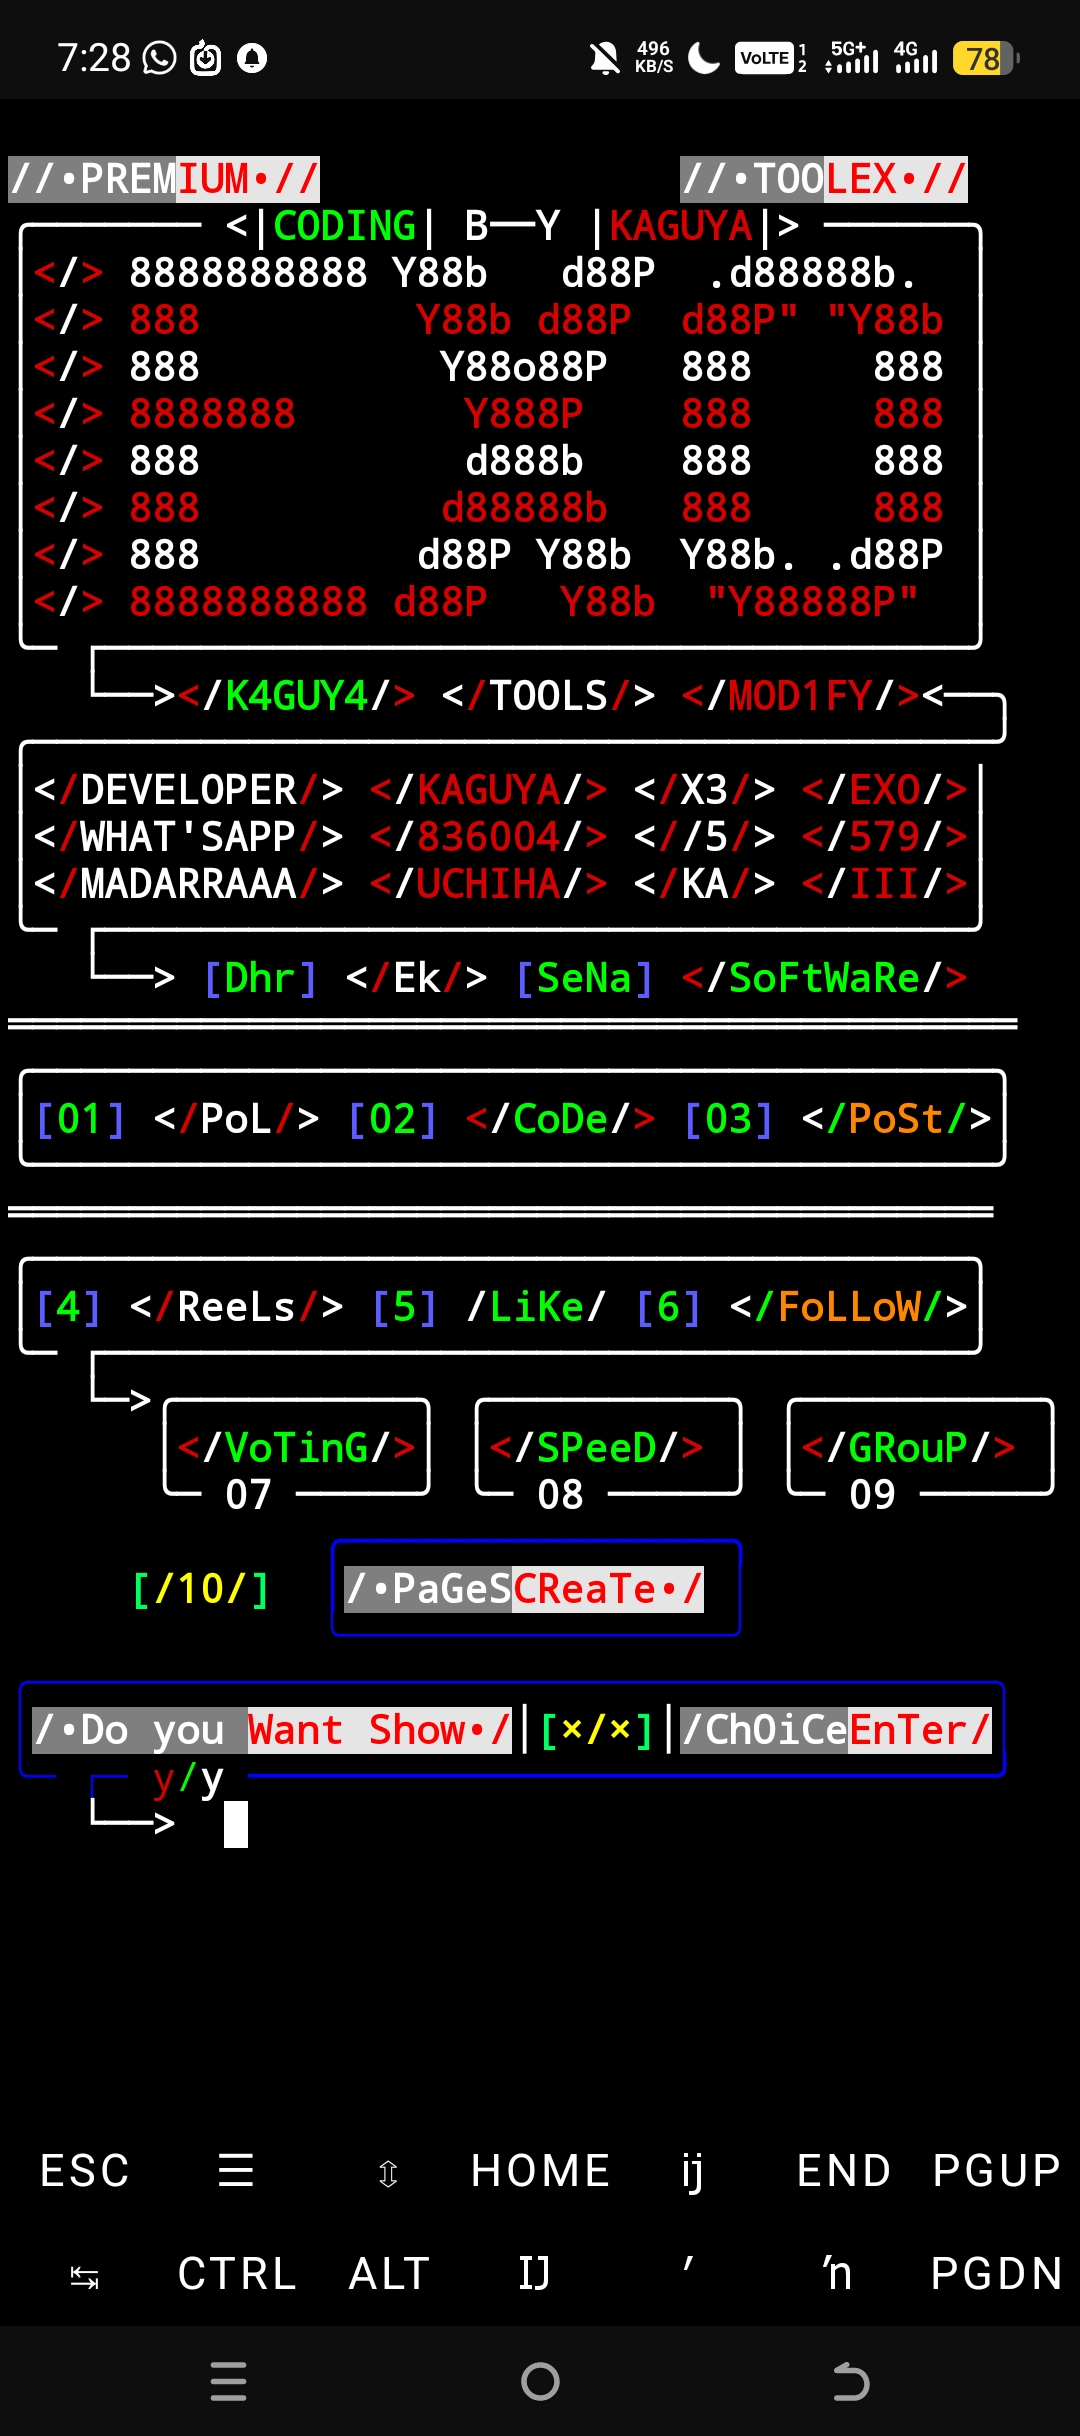 7:28 496 KB/S VoLTE 1 2 5G+ 4G 78
//•PREMIUM•// //•TOOLEX•//
<|CODING| B──Y |KAGUYA|>
</> 8888888888 Y88b   d88P  .d88888b.
</> 888         Y88b d88P  d88P" "Y88b
</> 888          Y88o88P   888     888
</> 8888888       Y888P    888     888
</> 888           d888b    888     888
</> 888          d88888b   888     888
</> 888         d88P Y88b  Y88b. .d88P
</> 8888888888 d88P   Y88b  "Y88888P"
></K4GUY4/> </TOOLS/> </MOD1FY/><
</DEVELOPER/> </KAGUYA/> </X3/> </EXO/>
</WHAT'SAPP/> </836004/> <//5/> </579/>
</MADARRAAA/> </UCHIHA/> </KA/> </III/>
> [Dhr] </Ek/> [SeNa] </SoFtWaRe/>
[01] </PoL/> [02] </CoDe/> [03] </PoSt/>
[4] </ReeLs/> [5] /LiKe/ [6] </FoLLoW/>
>
</VoTinG/> </SPeeD/> </GRouP/>
07 08 09
[/10/] /•PaGeSCReaTe•/
/•Do you Want Show•/|[×/×]|/ChOiCeEnTer/
y/y
>
ESC ☰ ⇳ HOME ij END PGUP
⭾ CTRL ALT IJ ʼ ŉ PGDN